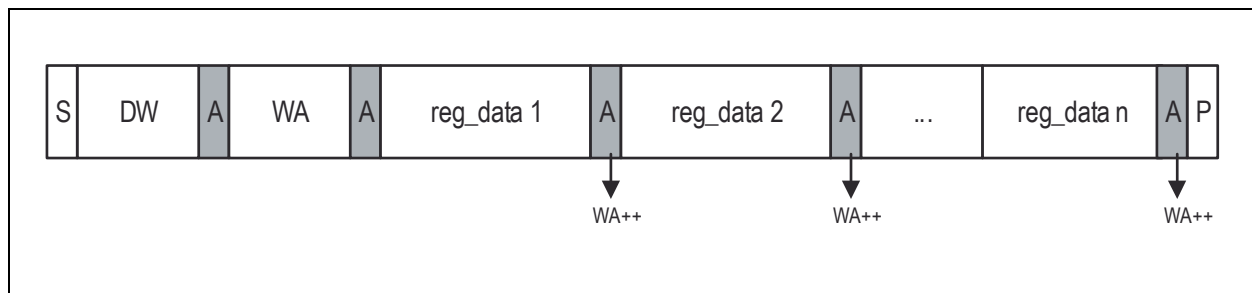 S DW A WA A reg_data 1 A reg_data 2 A ... reg_data n A P
WA++ WA++ WA++